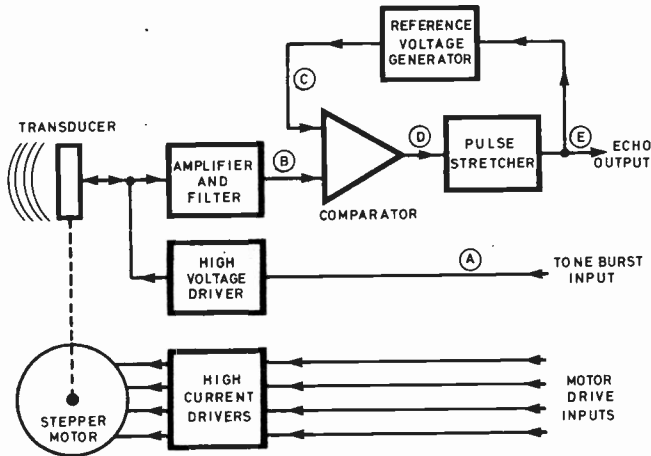 REFERENCE
VOLTAGE
GENERATOR
C
TRANSDUCER
AMPLIFIER
AND
FILTER
B
COMPARATOR
D
PULSE
STRETCHER
E
ECHO
OUTPUT
HIGH
VOLTAGE
DRIVER
A
TONE BURST
INPUT
STEPPER
MOTOR
HIGH
CURRENT
DRIVERS
MOTOR
DRIVE
INPUTS